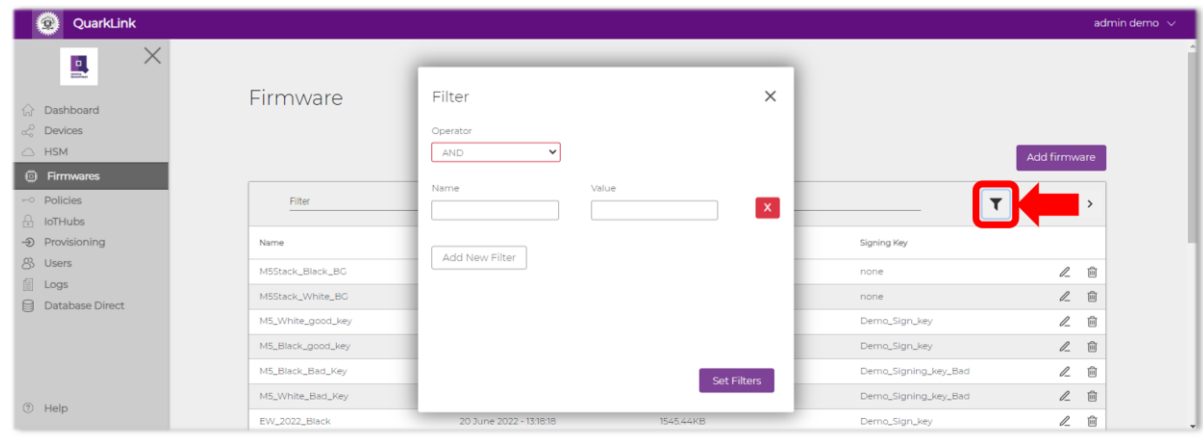 QuarkLink
admin demo
Dashboard
Devices
HSM
Firmwares
Policies
IoTHubs
Provisioning
Users
Logs
Database Direct
Help
Firmware
Add firmware
Filter
Filter
Operator
AND
Name Value
X
Add New Filter
Set Filters
Name Signing Key
M5Stack_Black_BG none
M5Stack_White_BG none
M5_White_good_key Demo_Sign_key
M5_Black_good_key Demo_Sign_key
M5_Black_Bad_Key Demo_Signing_key_Bad
M5_White_Bad_Key Demo_Signing_key_Bad
EW_2022_Black 20 June 2022 - 13:18:18 1545.44KB Demo_Sign_key